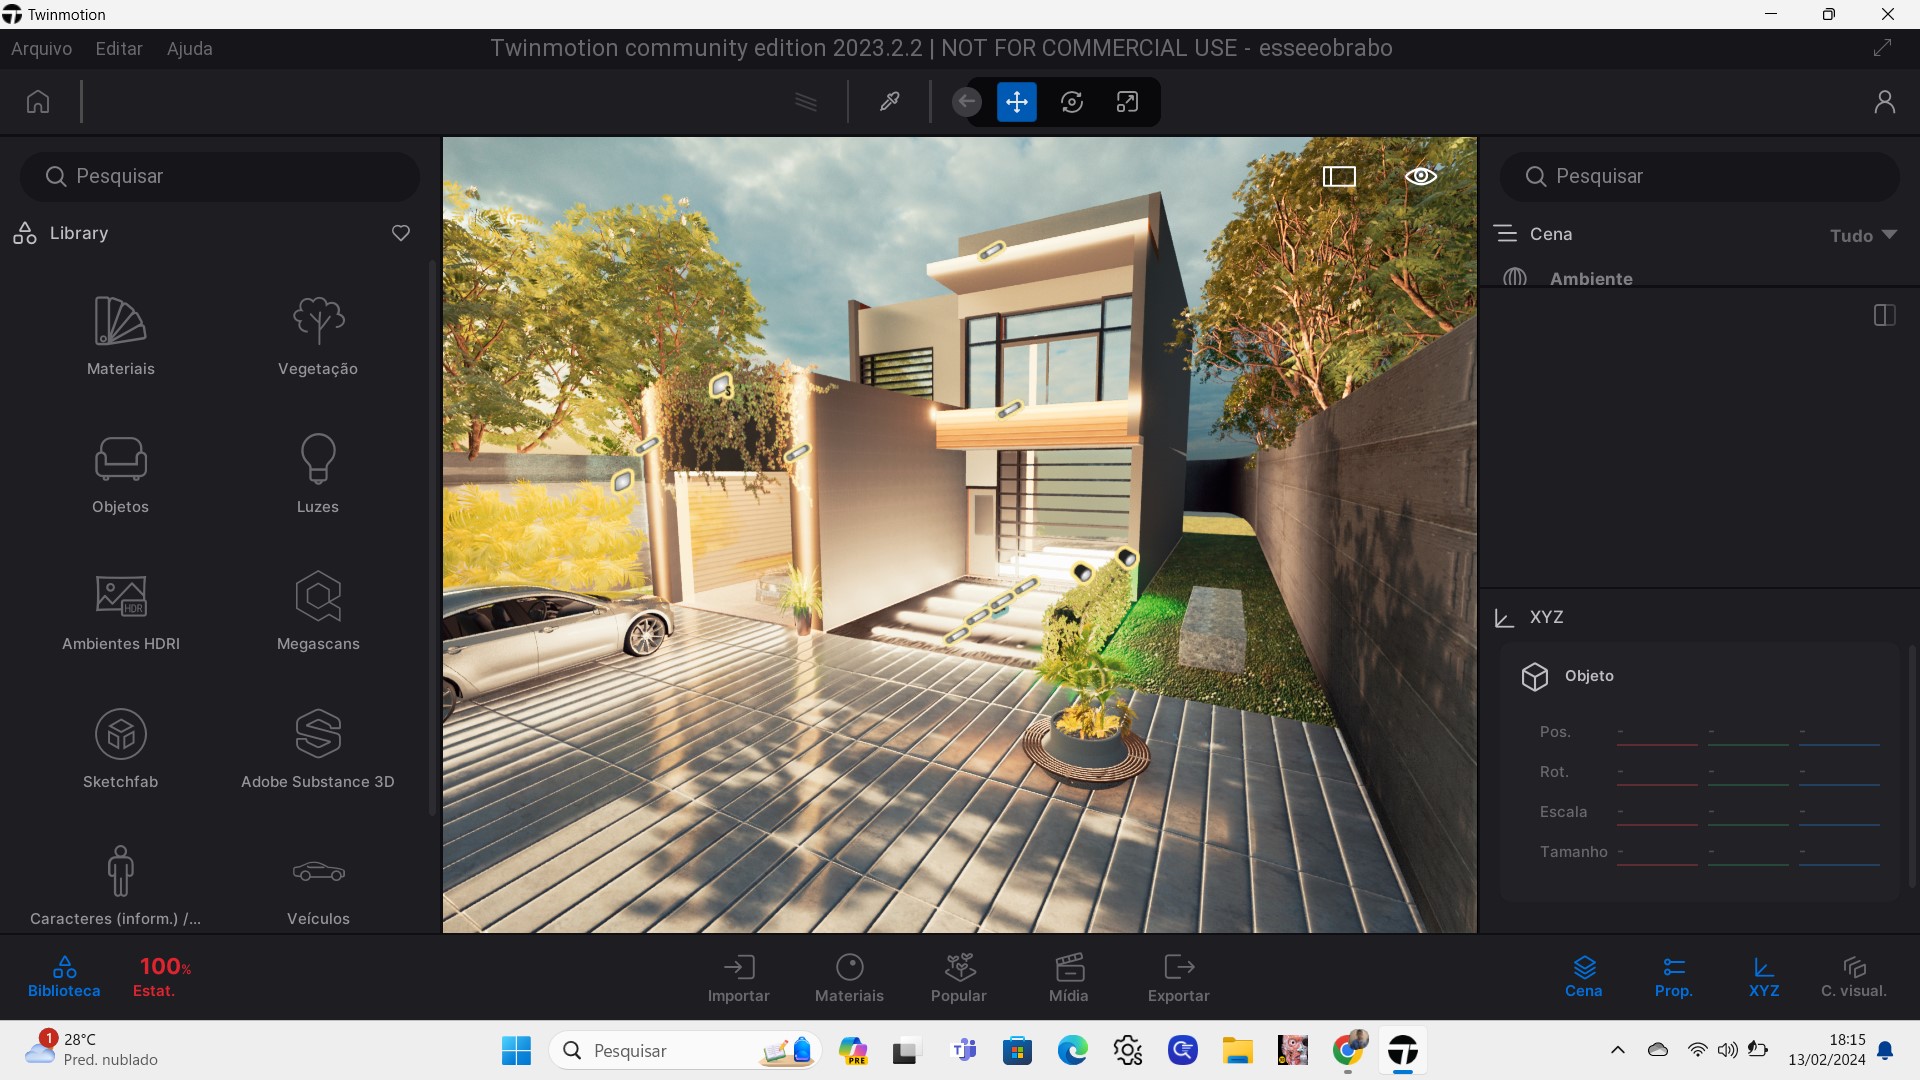 Twinmotion
Arquivo Editar Ajuda
Twinmotion community edition 2023.2.2 | NOT FOR COMMERCIAL USE - esseeobrabo
Pesquisar
Library
Materiais
Vegetação
Objetos
Luzes
HDR
Ambientes HDRI
Megascans
Sketchfab
Adobe Substance 3D
Caracteres (inform.) /...
Veículos
Pesquisar
Cena
Tudo
Ambiente
XYZ
Objeto
Pos. - - -
Rot. - - -
Escala - - -
Tamanho - - -
Biblioteca
100%
Estat.
Importar
Materiais
Popular
Mídia
Exportar
Cena
Prop.
XYZ
C. visual.
1
28°C
Pred. nublado
Pesquisar
PRE
18:15
13/02/2024